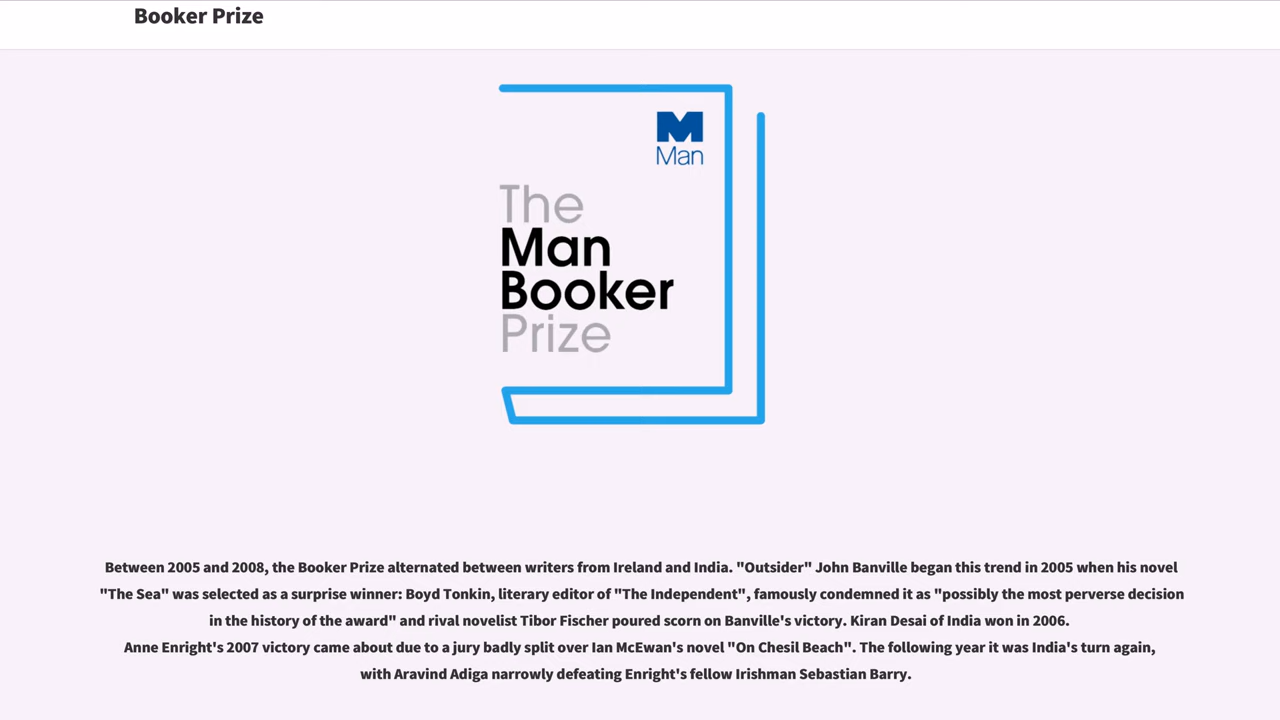 Booker Prize
M
Man
The
Man
Booker
Prize
Between 2005 and 2008, the Booker Prize alternated between writers from Ireland and India. "Outsider" John Banville began this trend in 2005 when his novel
"The Sea" was selected as a surprise winner: Boyd Tonkin, literary editor of "The Independent", famously condemned it as "possibly the most perverse decision
in the history of the award" and rival novelist Tibor Fischer poured scorn on Banville's victory. Kiran Desai of India won in 2006.
Anne Enright's 2007 victory came about due to a jury badly split over Ian McEwan's novel "On Chesil Beach". The following year it was India's turn again,
with Aravind Adiga narrowly defeating Enright's fellow Irishman Sebastian Barry.